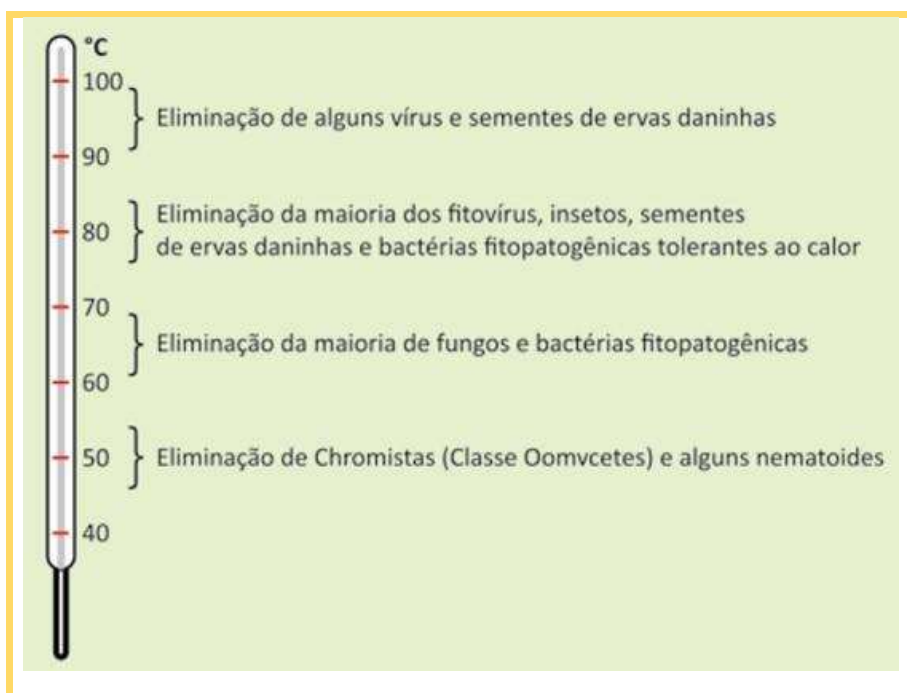 °C
100
Eliminação de alguns vírus e sementes de ervas daninhas
90
Eliminação da maioria dos fitovírus, insetos, sementes
80
de ervas daninhas e bactérias fitopatogênicas tolerantes ao calor
70
Eliminação da maioria de fungos e bactérias fitopatogênicas
60
50
Eliminação de Chromistas (Classe Oomvcetes) e alguns nematoides
40